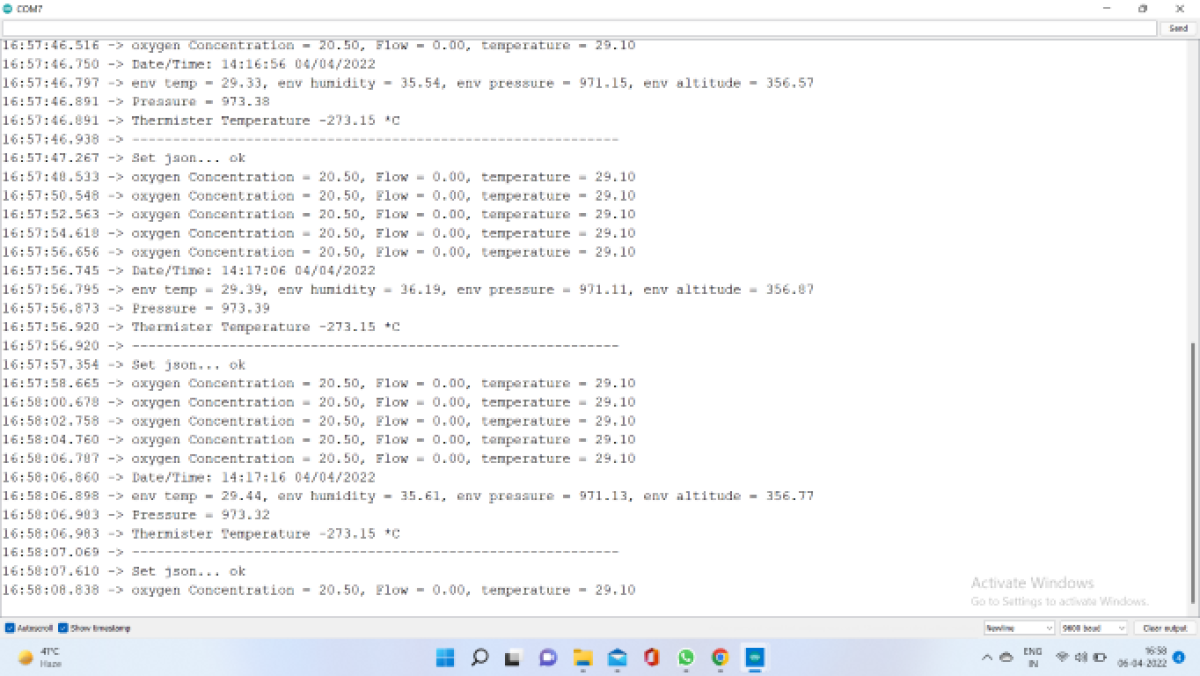 COM7
Send
16:57:46.516 -> oxygen Concentration = 20.50, Flow = 0.00, temperature = 29.10
16:57:46.750 -> Date/Time: 14:16:56 04/04/2022
16:57:46.797 -> env temp = 29.33, env humidity = 35.54, env pressure = 971.15, env altitude = 356.57
16:57:46.891 -> Pressure = 973.38
16:57:46.891 -> Thermister Temperature -273.15 *C
16:57:46.938 -> ------------------------------------------------------------
16:57:47.267 -> Set json... ok
16:57:48.533 -> oxygen Concentration = 20.50, Flow = 0.00, temperature = 29.10
16:57:50.548 -> oxygen Concentration = 20.50, Flow = 0.00, temperature = 29.10
16:57:52.563 -> oxygen Concentration = 20.50, Flow = 0.00, temperature = 29.10
16:57:54.618 -> oxygen Concentration = 20.50, Flow = 0.00, temperature = 29.10
16:57:56.656 -> oxygen Concentration = 20.50, Flow = 0.00, temperature = 29.10
16:57:56.745 -> Date/Time: 14:17:06 04/04/2022
16:57:56.795 -> env temp = 29.39, env humidity = 36.19, env pressure = 971.11, env altitude = 356.87
16:57:56.873 -> Pressure = 973.39
16:57:56.920 -> Thermister Temperature -273.15 *C
16:57:56.920 -> ------------------------------------------------------------
16:57:57.354 -> Set json... ok
16:57:58.665 -> oxygen Concentration = 20.50, Flow = 0.00, temperature = 29.10
16:58:00.678 -> oxygen Concentration = 20.50, Flow = 0.00, temperature = 29.10
16:58:02.758 -> oxygen Concentration = 20.50, Flow = 0.00, temperature = 29.10
16:58:04.760 -> oxygen Concentration = 20.50, Flow = 0.00, temperature = 29.10
16:58:06.787 -> oxygen Concentration = 20.50, Flow = 0.00, temperature = 29.10
16:58:06.860 -> Date/Time: 14:17:16 04/04/2022
16:58:06.898 -> env temp = 29.44, env humidity = 35.61, env pressure = 971.13, env altitude = 356.77
16:58:06.983 -> Pressure = 973.32
16:58:06.983 -> Thermister Temperature -273.15 *C
16:58:07.069 -> ------------------------------------------------------------
16:58:07.610 -> Set json... ok
16:58:08.838 -> oxygen Concentration = 20.50, Flow = 0.00, temperature = 29.10
Activate Windows
Go to Settings to activate Windows.
Autoscroll Show timestamp Newline 9600 baud Clear output
41°C
Haze
ENG
IN
16:58
06-04-2022
4